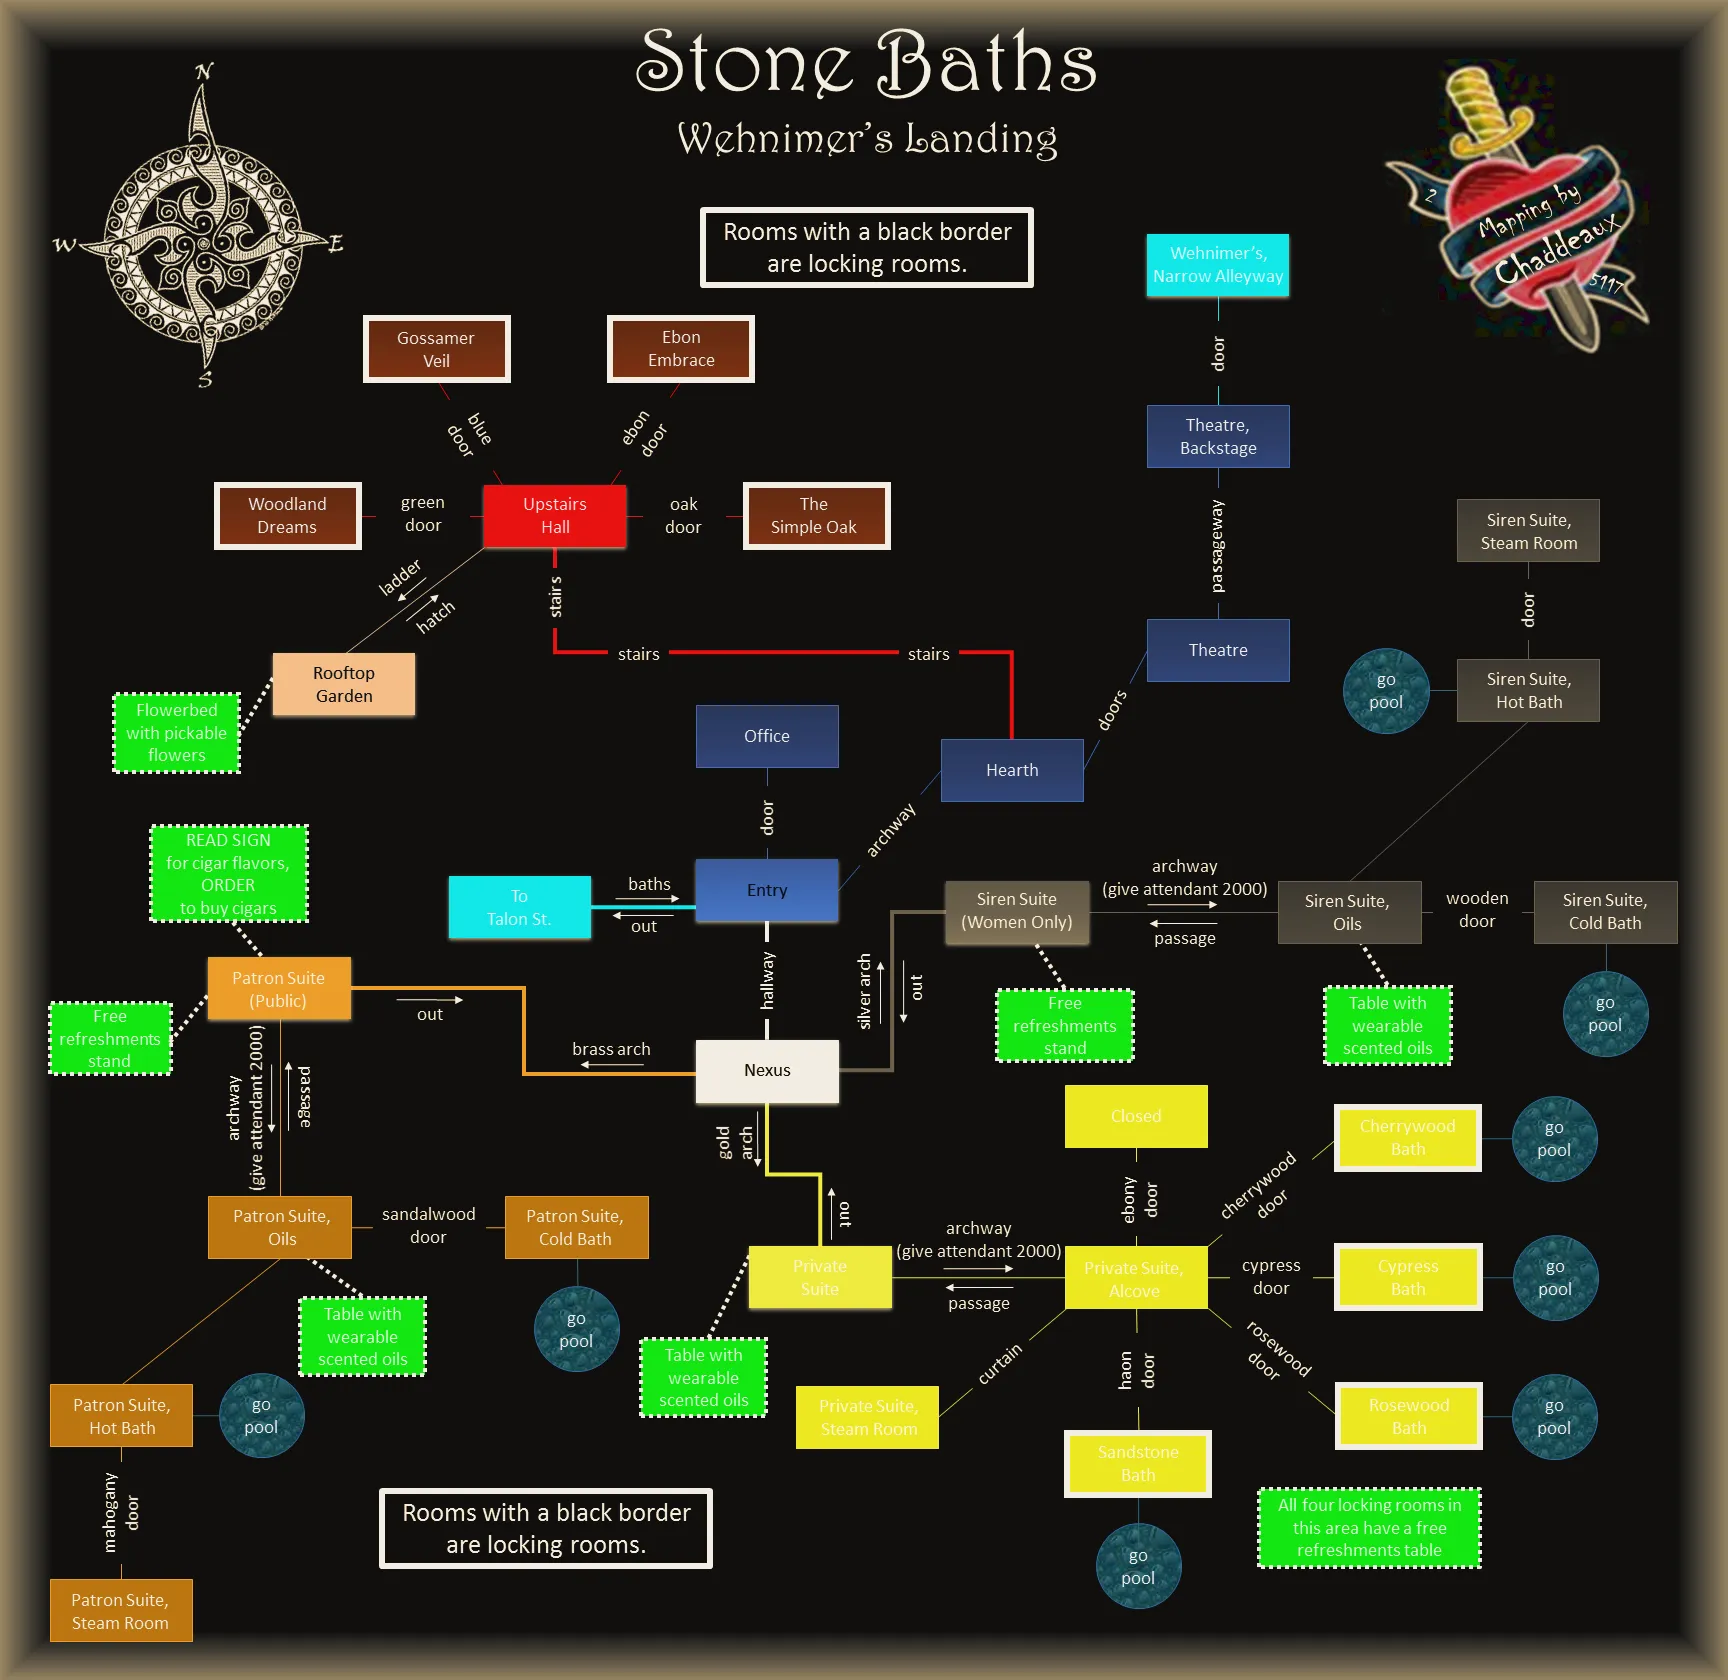 Stone Baths
Wehnimer's Landing
N
W
E
S
2
Mapping by
Chaddeaux
5117
Rooms with a black border
are locking rooms.
Wehnimer's,
Narrow Alleyway
door
Theatre,
Backstage
passageway
Theatre
doors
Gossamer
Veil
Ebon
Embrace
blue
door
ebon
door
Woodland
Dreams
green
door
Upstairs
Hall
oak
door
The
Simple Oak
ladder
hatch
stairs
stairs
stairs
Rooftop
Garden
Flowerbed
with pickable
flowers
Siren Suite,
Steam Room
door
go
pool
Siren Suite,
Hot Bath
Office
Hearth
door
archway
READ SIGN
for cigar flavors,
ORDER
to buy cigars
To
Talon St.
baths
out
Entry
hallway
silver arch
out
Siren Suite
(Women Only)
archway
(give attendant 2000)
passage
Siren Suite,
Oils
wooden
door
Siren Suite,
Cold Bath
go
pool
Free
refreshments
stand
Table with
wearable
scented oils
Patron Suite
(Public)
out
Free
refreshments
stand
brass arch
Nexus
archway
(give attendant 2000)
passage
gold
arch
out
Closed
ebony
door
Cherrywood
Bath
go
pool
cherrywood
door
Patron Suite,
Oils
sandalwood
door
Patron Suite,
Cold Bath
go
pool
Table with
wearable
scented oils
Private
Suite
archway
(give attendant 2000)
passage
Private Suite,
Alcove
cypress
door
Cypress
Bath
go
pool
Table with
wearable
scented oils
curtain
haon
door
rosewood
door
Private Suite,
Steam Room
Rosewood
Bath
go
pool
Sandstone
Bath
go
pool
All four locking rooms in
this area have a free
refreshments table
Patron Suite,
Hot Bath
go
pool
mahogany
door
Patron Suite,
Steam Room
Rooms with a black border
are locking rooms.